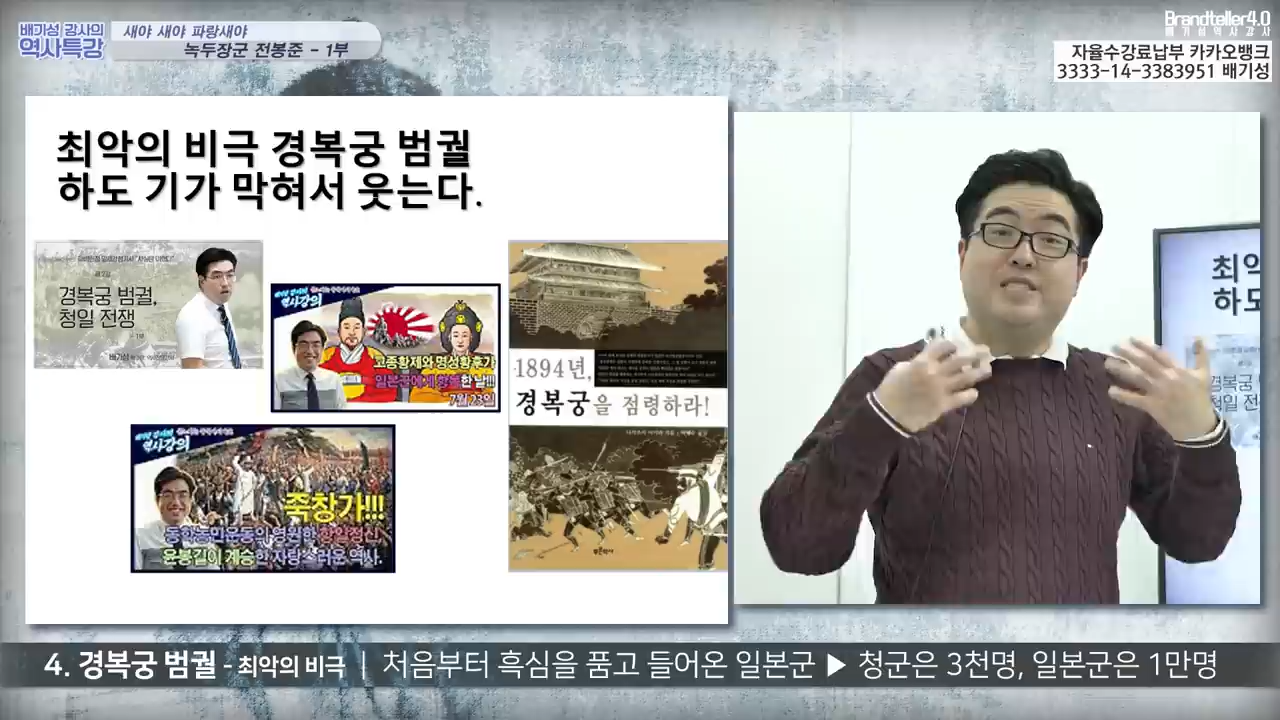 배기성 강사의
역사특강
새야 새야 파랑새야
녹두장군 전봉준 - 1부
Brandteller4.0
배기성역사강사
자율수강료납부 카카오뱅크
3333-14-3383951 배기성
최악의 비극 경복궁 범궐
하도 기가 막혀서 웃는다.
경복궁 범궐,
청일 전쟁
역사강의
고종황제와 명성황후가
일본군에게 항복한 날!!!
7월 23일
1894년,
경복궁을 점령하라!
역사강의
죽창가!!!
동학농민운동의 영원한 항일정신
윤봉길이 계승한 자랑스러운 역사.
최악
하도
경복궁
청일 전
4. 경복궁 범궐 - 최악의 비극 | 처음부터 흑심을 품고 들어온 일본군 ▶ 청군은 3천명, 일본군은 1만명